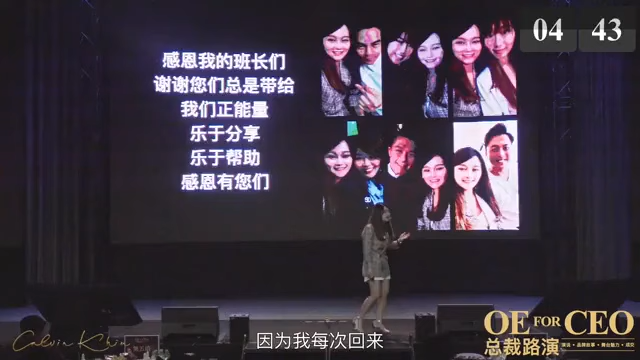 04 43
感恩我的班长们
谢谢您们总是带给
我们正能量
乐于分享
乐于帮助
感恩有您们
因为我每次回来
Calvin Khiu
OE FOR CEO
总裁路演